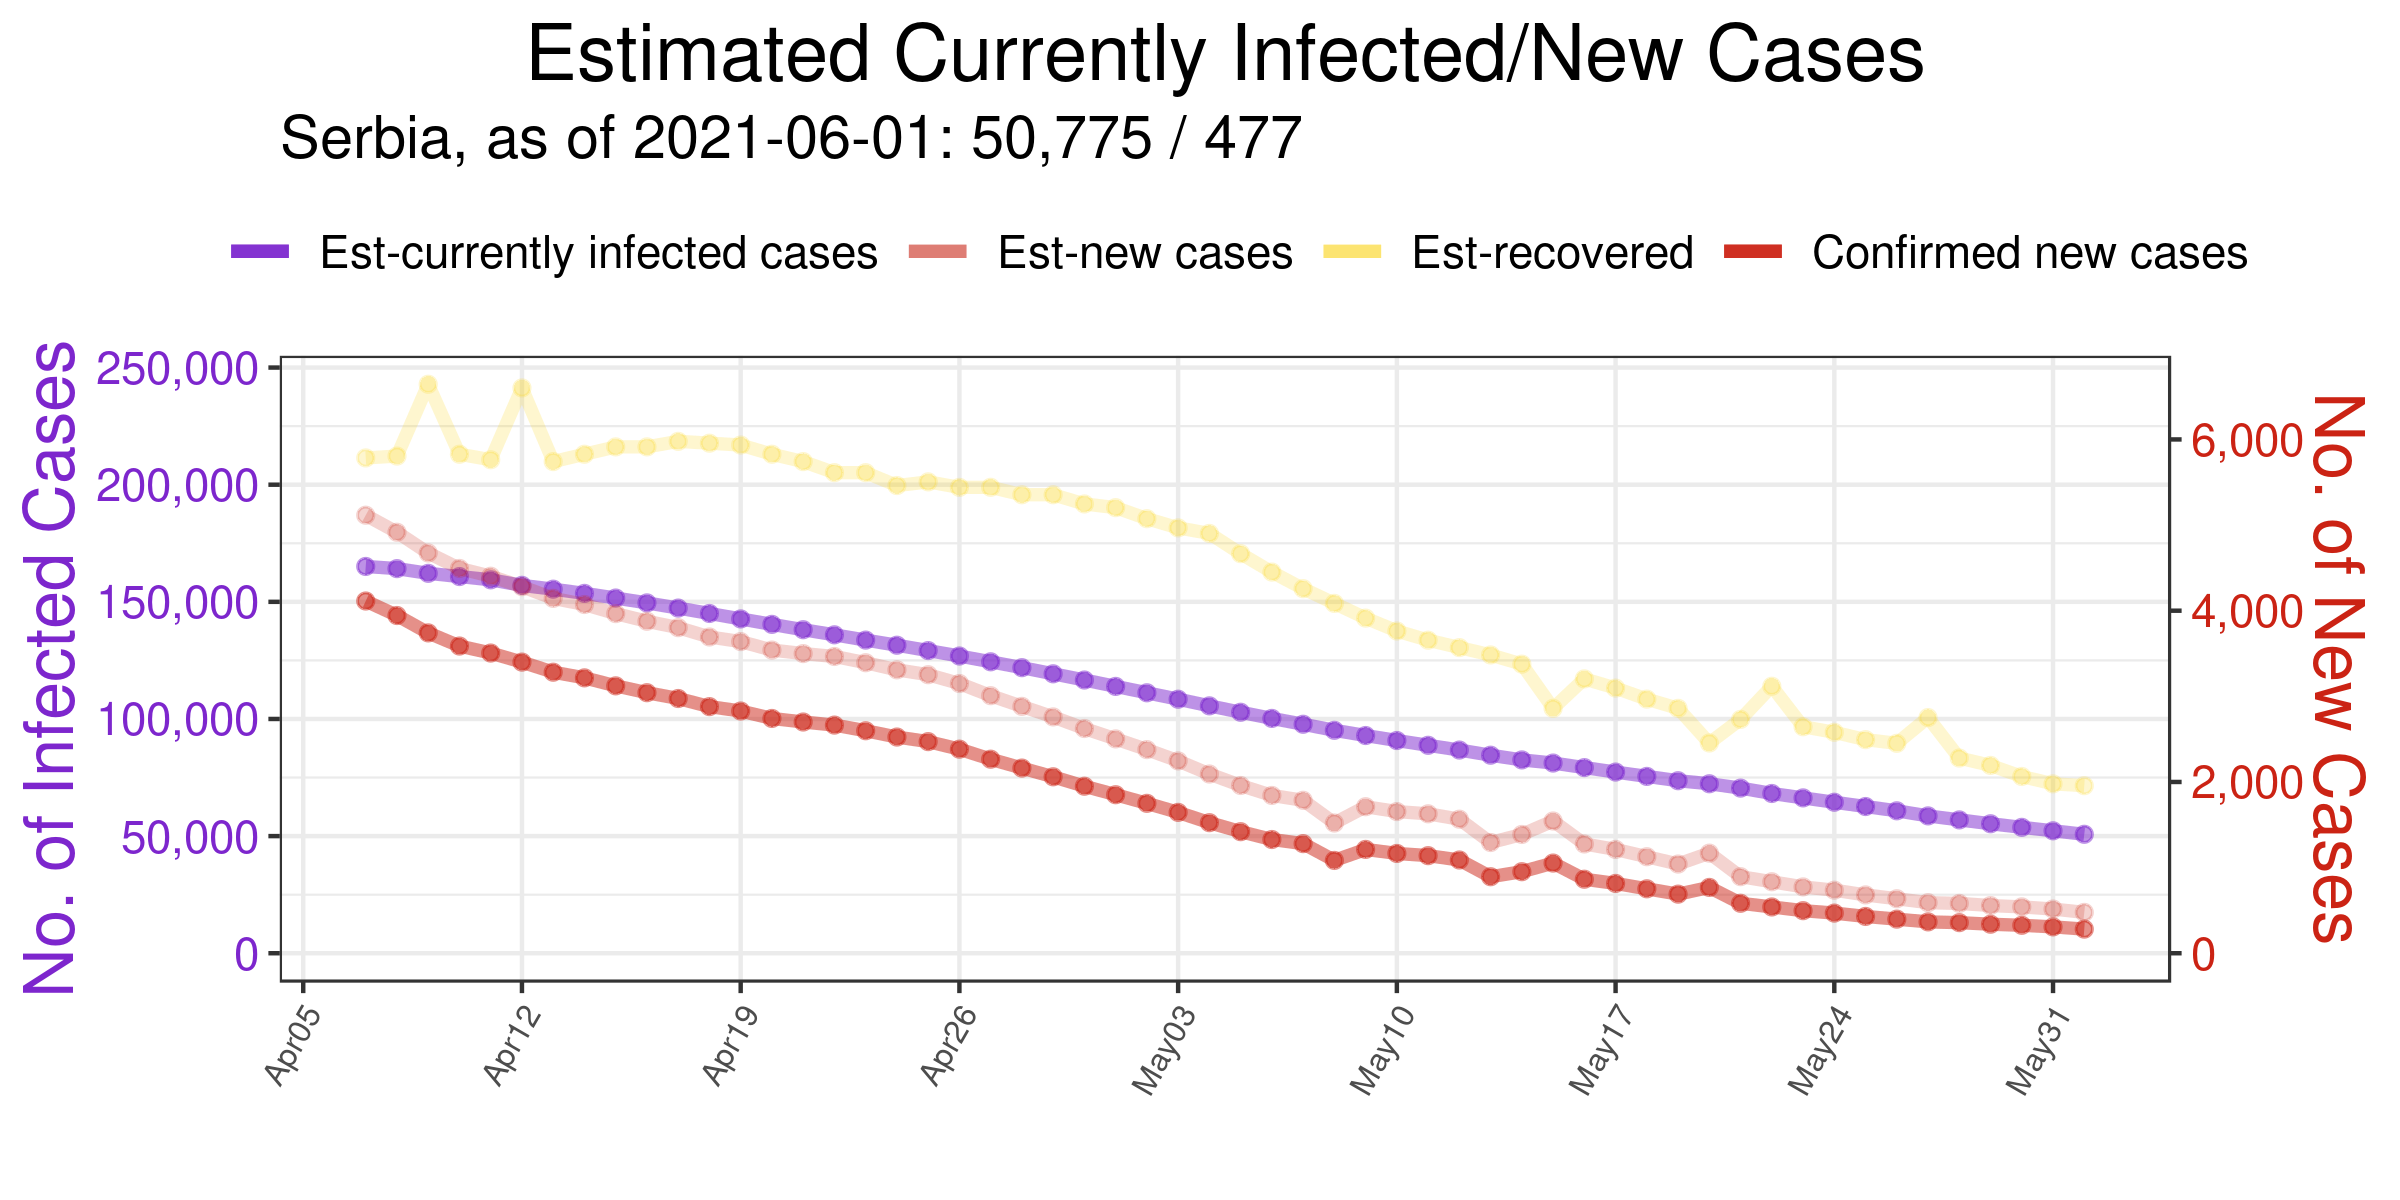 Estimated Currently Infected/New Cases
Serbia, as of 2021-06-01: 50,775 / 477
Est-currently infected cases Est-new cases Est-recovered Confirmed new cases
No. of Infected Cases
250,000
200,000
150,000
100,000
50,000
0
6,000
4,000
2,000
0
No. of New Cases
Apr05 Apr12 Apr19 Apr26 May03 May10 May17 May24 May31